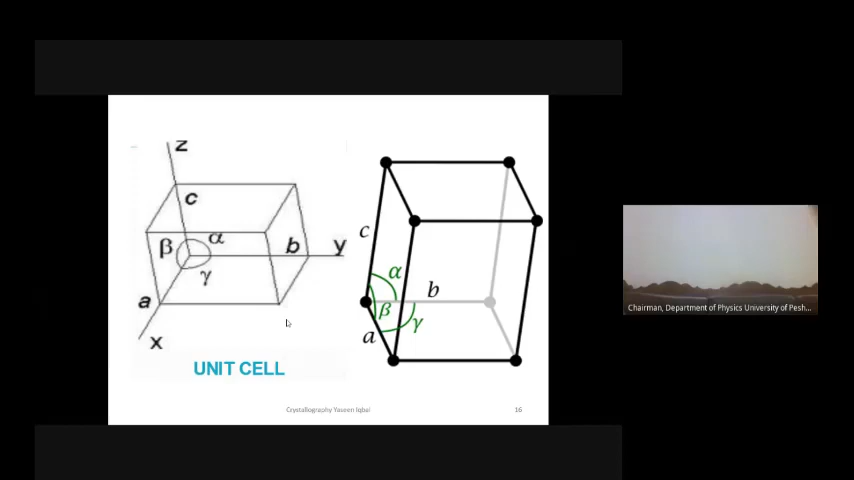 z
c
β α b y
γ
a
x
UNIT CELL
c
α
b
β
γ
a
Crystallography Yaseen Iqbal
16
Chairman, Department of Physics University of Pesh...